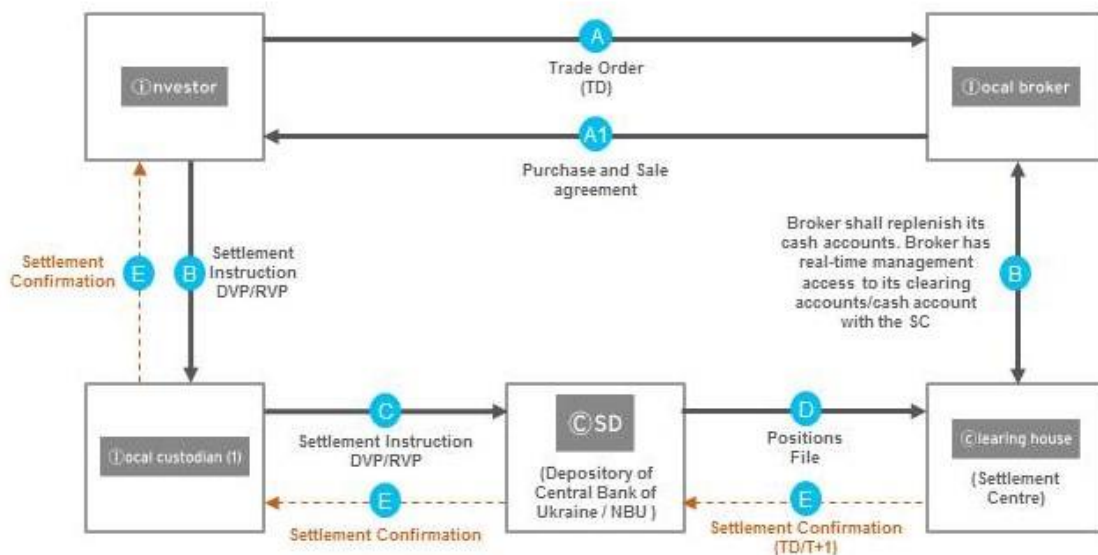 A
Trade Order
(TD)
ⓘnvestor
ⓛocal broker
A1
Purchase and Sale
agreement
Settlement
Confirmation
E
B
Settlement
Instruction
DVP/RVP
Broker shall replenish its
cash accounts. Broker has
real-time management
access to its clearing
accounts/cash account
with the SC
B
ⓛocal custodian (1)
C
Settlement Instruction
DVP/RVP
E
Settlement Confirmation
ⒸSD
(Depository of
Central Bank of
Ukraine / NBU )
D
Positions
File
E
Settlement Confirmation
(TD/T+1)
ⓒlearing house
(Settlement
Centre)